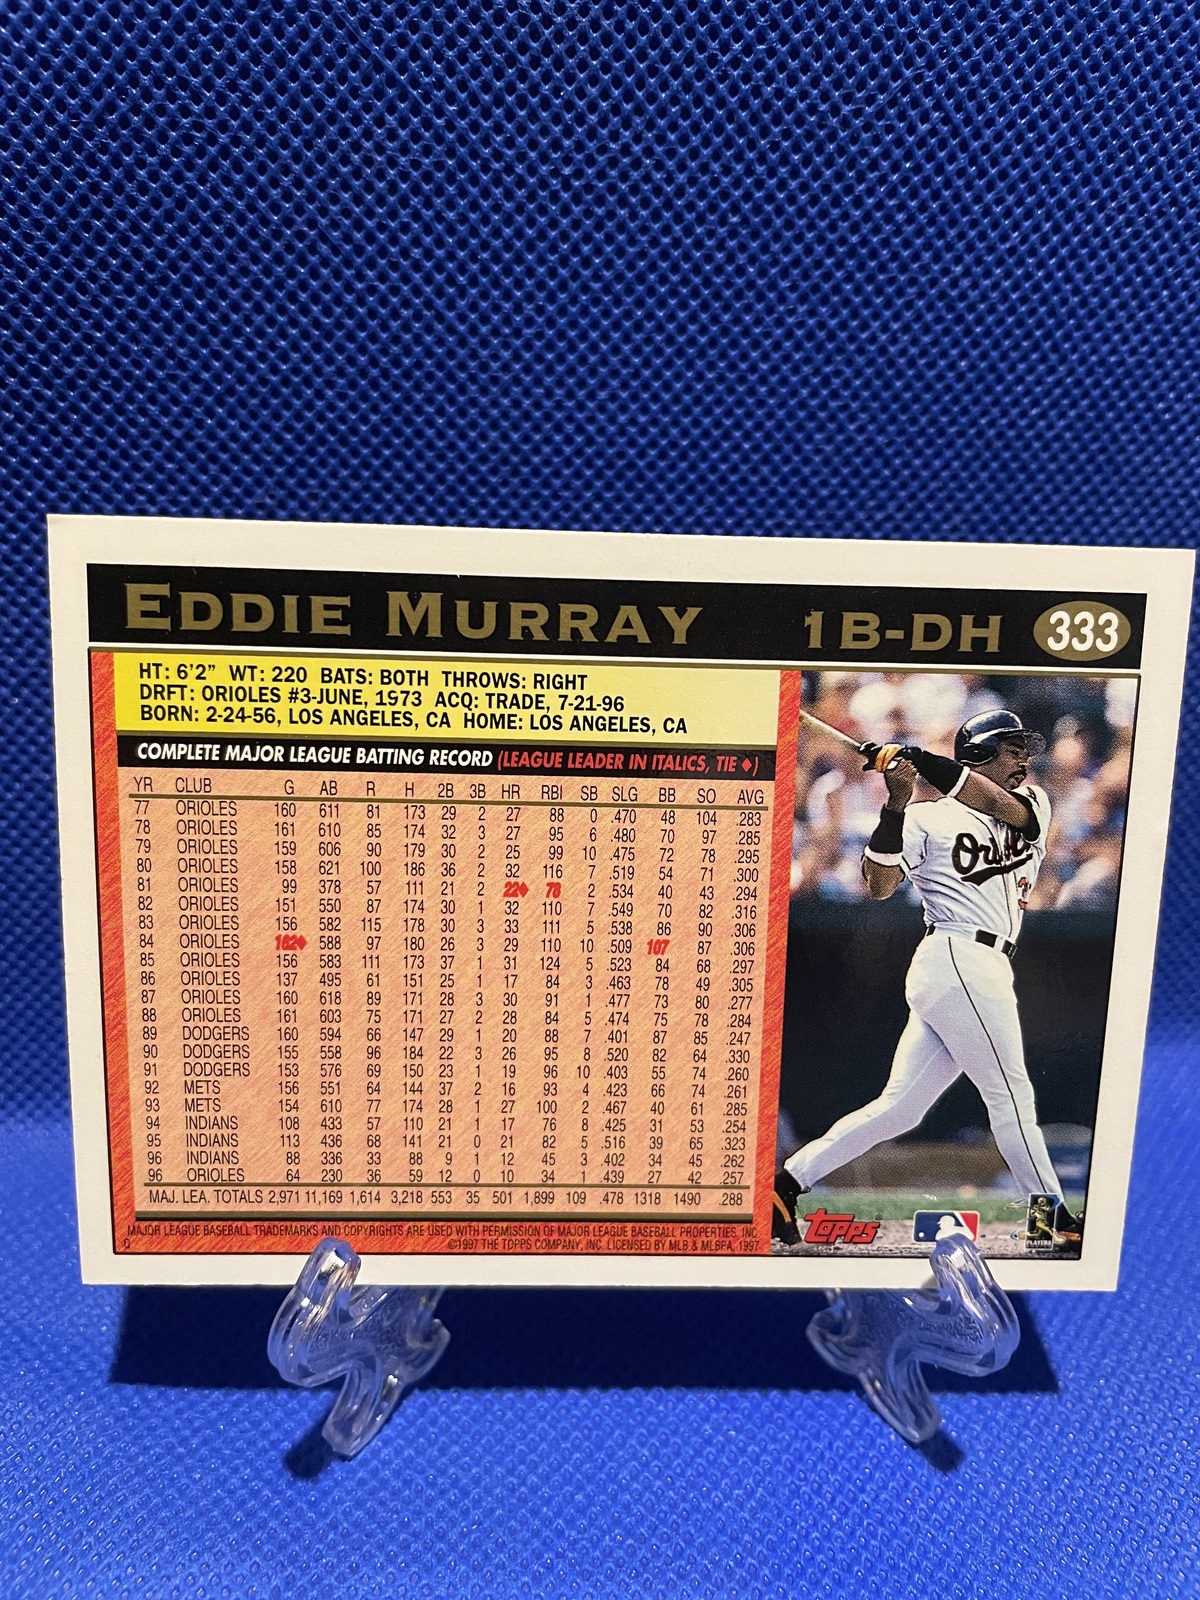 EDDIE MURRAY 1B-DH 333
HT: 6'2" WT: 220 BATS: BOTH THROWS: RIGHT
DRFT: ORIOLES #3-JUNE, 1973 ACQ: TRADE, 7-21-96
BORN: 2-24-56, LOS ANGELES, CA HOME: LOS ANGELES, CA
COMPLETE MAJOR LEAGUE BATTING RECORD (LEAGUE LEADER IN ITALICS, TIE ♦)
YR CLUB G AB R H 2B 3B HR RBI SB SLG BB SO AVG
77 ORIOLES 160 611 81 173 29 2 27 88 0 .470 48 104 .283
78 ORIOLES 161 610 85 174 32 3 27 95 6 .480 70 97 .285
79 ORIOLES 159 606 90 179 30 2 25 99 10 .475 72 78 .295
80 ORIOLES 158 621 100 186 36 2 32 116 7 .519 54 71 .300
81 ORIOLES 99 378 57 111 21 2 22♦ 78 2 .534 40 43 .294
82 ORIOLES 151 550 87 174 30 1 32 110 7 .549 70 82 .316
83 ORIOLES 156 582 115 178 30 3 33 111 5 .538 86 90 .306
84 ORIOLES 162♦ 588 97 180 26 3 29 110 10 .509 107 87 .306
85 ORIOLES 156 583 111 173 37 1 31 124 5 .523 84 68 .297
86 ORIOLES 137 495 61 151 25 1 17 84 3 .463 78 49 .305
87 ORIOLES 160 618 89 171 28 3 30 91 1 .477 73 80 .277
88 ORIOLES 161 603 75 171 27 2 28 84 5 .474 75 78 .284
89 DODGERS 160 594 66 147 29 1 20 88 7 .401 87 85 .247
90 DODGERS 155 558 96 184 22 3 26 95 8 .520 82 64 .330
91 DODGERS 153 576 69 150 23 1 19 96 10 .403 55 74 .260
92 METS 156 551 64 144 37 2 16 93 4 .423 66 74 .261
93 METS 154 610 77 174 28 1 27 100 2 .467 40 61 .285
94 INDIANS 108 433 57 110 21 1 17 76 8 .425 31 53 .254
95 INDIANS 113 436 68 141 21 0 21 82 5 .516 39 65 .323
96 INDIANS 88 336 33 88 9 1 12 45 3 .402 34 45 .262
96 ORIOLES 64 230 36 59 12 0 10 34 1 .439 27 42 .257
MAJ. LEA. TOTALS 2,971 11,169 1,614 3,218 553 35 501 1,899 109 .478 1318 1490 .288
MAJOR LEAGUE BASEBALL TRADEMARKS AND COPYRIGHTS ARE USED WITH PERMISSION OF MAJOR LEAGUE BASEBALL PROPERTIES, INC.
©1997 THE TOPPS COMPANY, INC. LICENSED BY MLB & MLBPA, 1997
TOPPS
PLAYERS